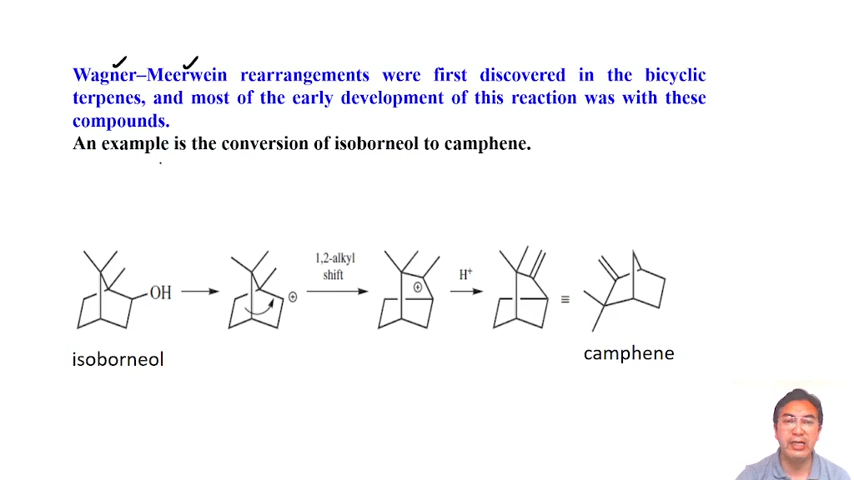 Wagner–Meerwein rearrangements were first discovered in the bicyclic
terpenes, and most of the early development of this reaction was with these
compounds.
An example is the conversion of isoborneol to camphene.
1,2-alkyl
shift
H+
OH
⊕
⊕
≡
isoborneol
camphene